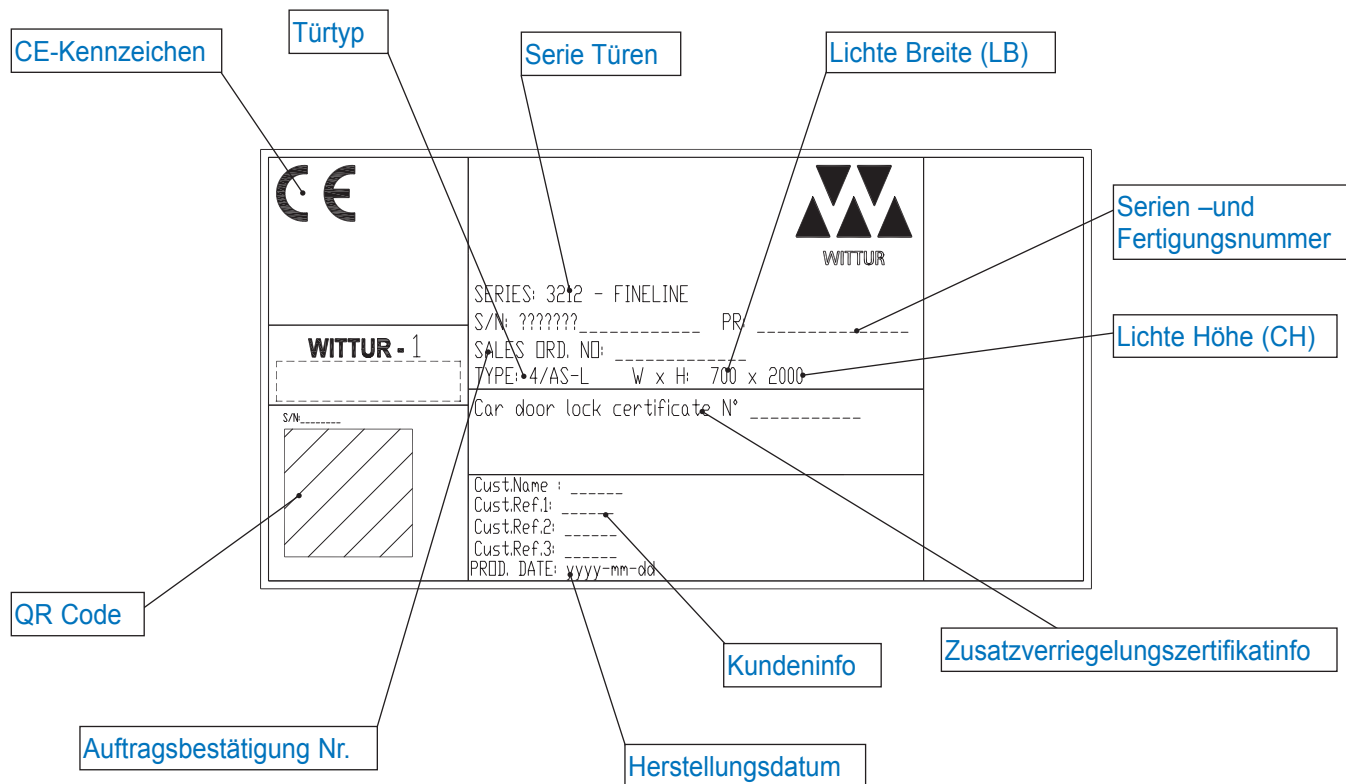 CE-Kennzeichen
Türtyp
Serie Türen
Lichte Breite (LB)
CE
WITTUR
Serien –und
Fertigungsnummer
SERIES: 3212 - FINELINE
S/N: ???????____________ PR: _______________
WITTUR - 1
SALES ORD. NO: _____________
TYPE: 4/AS-L W x H: 700 x 2000
Lichte Höhe (CH)
Car door lock certificate N° ___________
S/N:________
Cust.Name : ______
Cust.Ref.1: ______
Cust.Ref.2: ______
Cust.Ref.3: ______
PROD. DATE: yyyy-mm-dd
QR Code
Kundeninfo
Zusatzverriegelungszertifikatinfo
Auftragsbestätigung Nr.
Herstellungsdatum